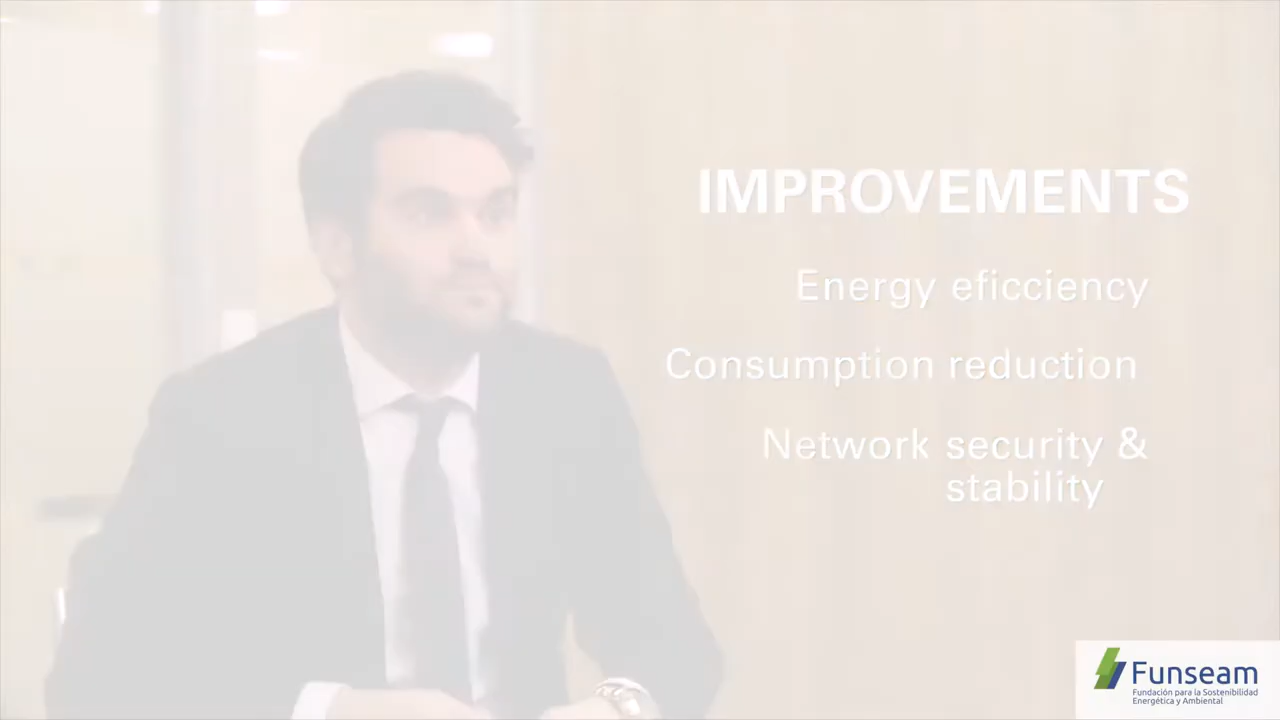 IMPROVEMENTS
Energy eficciency
Consumption reduction
Network security &
stability
Funseam
Fundación para la Sostenibilidad
Energética y Ambiental